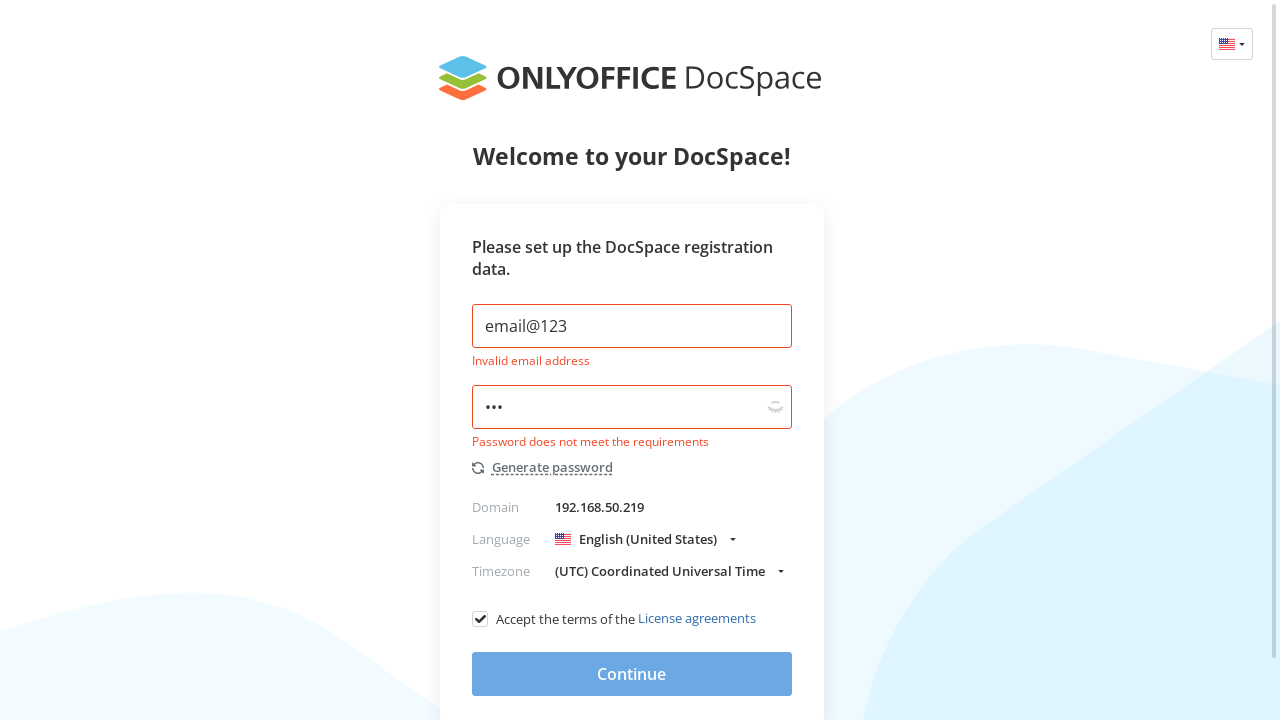 ONLYOFFICE DocSpace
Welcome to your DocSpace!
Please set up the DocSpace registration
data.
email@123
Invalid email address
•••
Password does not meet the requirements
Generate password
Domain 192.168.50.219
Language English (United States)
Timezone (UTC) Coordinated Universal Time
Accept the terms of the License agreements
Continue